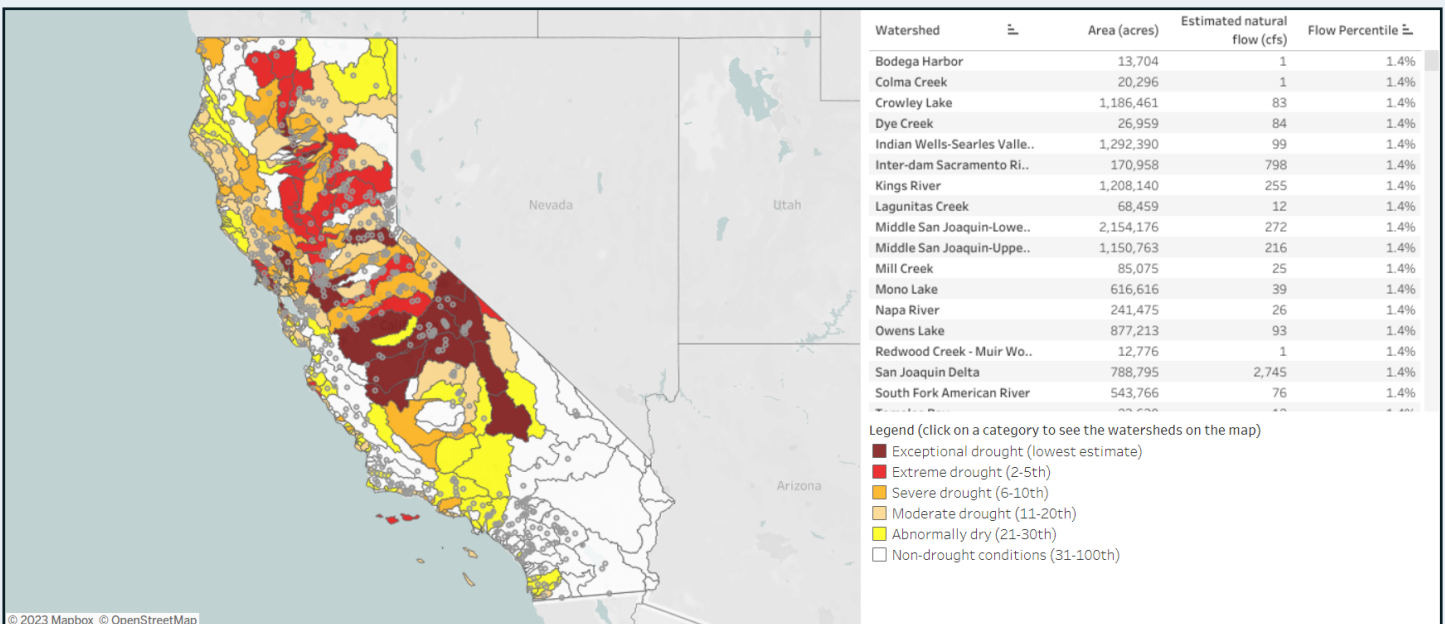 Nevada
Utah
Arizona
© 2023 Mapbox © OpenStreetMap
Watershed Area (acres) Estimated natural flow (cfs) Flow Percentile
Bodega Harbor 13,704 1 1.4%
Colma Creek 20,296 1 1.4%
Crowley Lake 1,186,461 83 1.4%
Dye Creek 26,959 84 1.4%
Indian Wells-Searles Valle.. 1,292,390 99 1.4%
Inter-dam Sacramento Ri.. 170,958 798 1.4%
Kings River 1,208,140 255 1.4%
Lagunitas Creek 68,459 12 1.4%
Middle San Joaquin-Lowe.. 2,154,176 272 1.4%
Middle San Joaquin-Uppe.. 1,150,763 216 1.4%
Mill Creek 85,075 25 1.4%
Mono Lake 616,616 39 1.4%
Napa River 241,475 26 1.4%
Owens Lake 877,213 93 1.4%
Redwood Creek - Muir Wo.. 12,776 1 1.4%
San Joaquin Delta 788,795 2,745 1.4%
South Fork American River 543,766 76 1.4%
Legend (click on a category to see the watersheds on the map)
Exceptional drought (lowest estimate)
Extreme drought (2-5th)
Severe drought (6-10th)
Moderate drought (11-20th)
Abnormally dry (21-30th)
Non-drought conditions (31-100th)